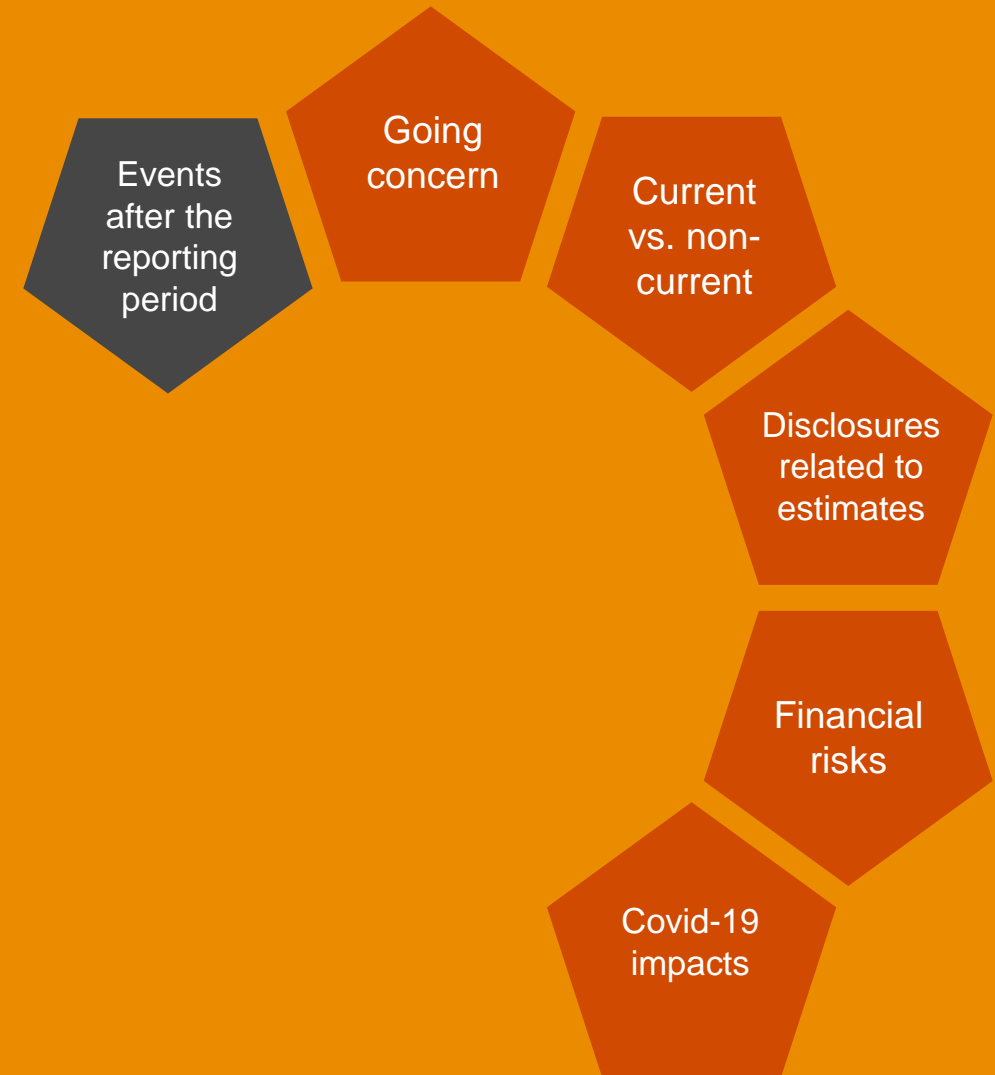 Events
after the
reporting
period
Going
concern
Current
vs. non-
current
Disclosures
related to
estimates
Financial
risks
Covid-19
impacts